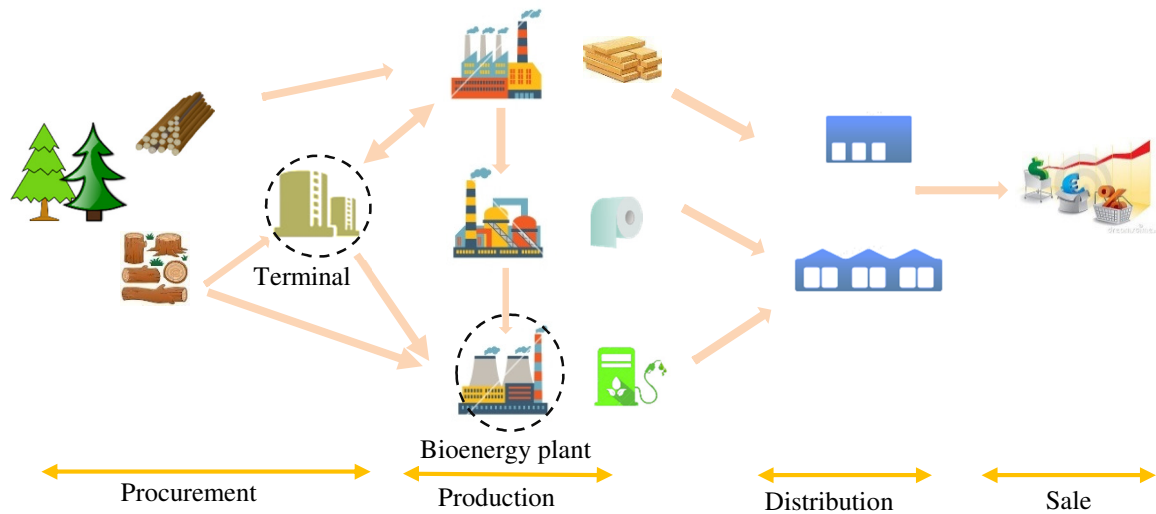 Terminal
Bioenergy plant
Procurement
Production
Distribution
Sale